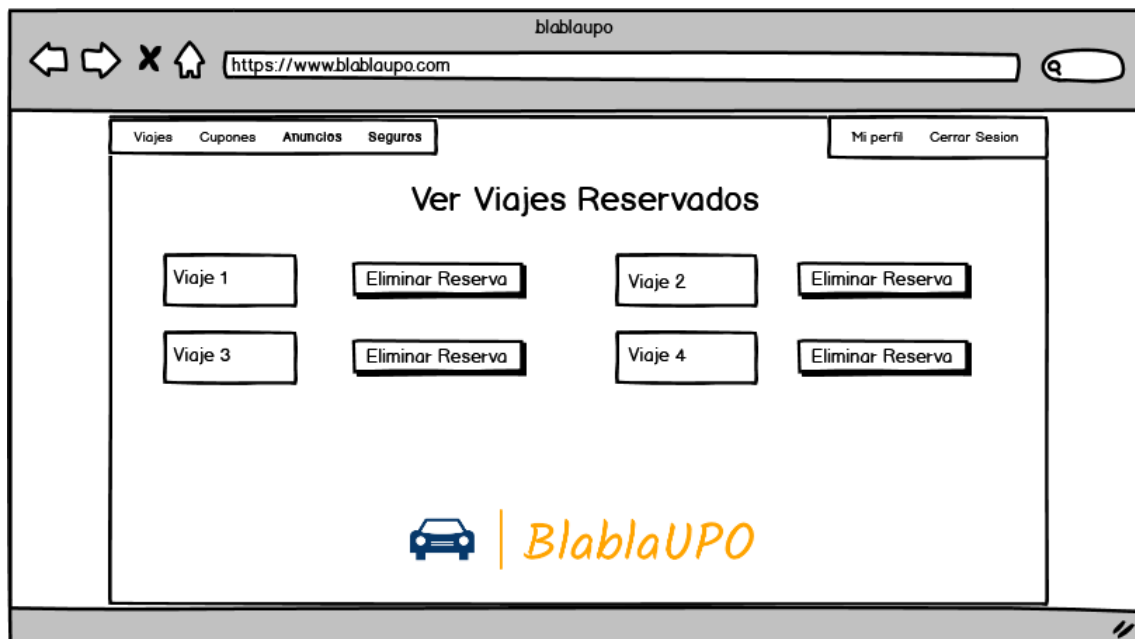 blablaupo
https://www.blablaupo.com
Viajes Cupones Anuncios Seguros Mi perfil Cerrar Sesion
Ver Viajes Reservados
Viaje 1 Eliminar Reserva Viaje 2 Eliminar Reserva
Viaje 3 Eliminar Reserva Viaje 4 Eliminar Reserva
BlablaUPO